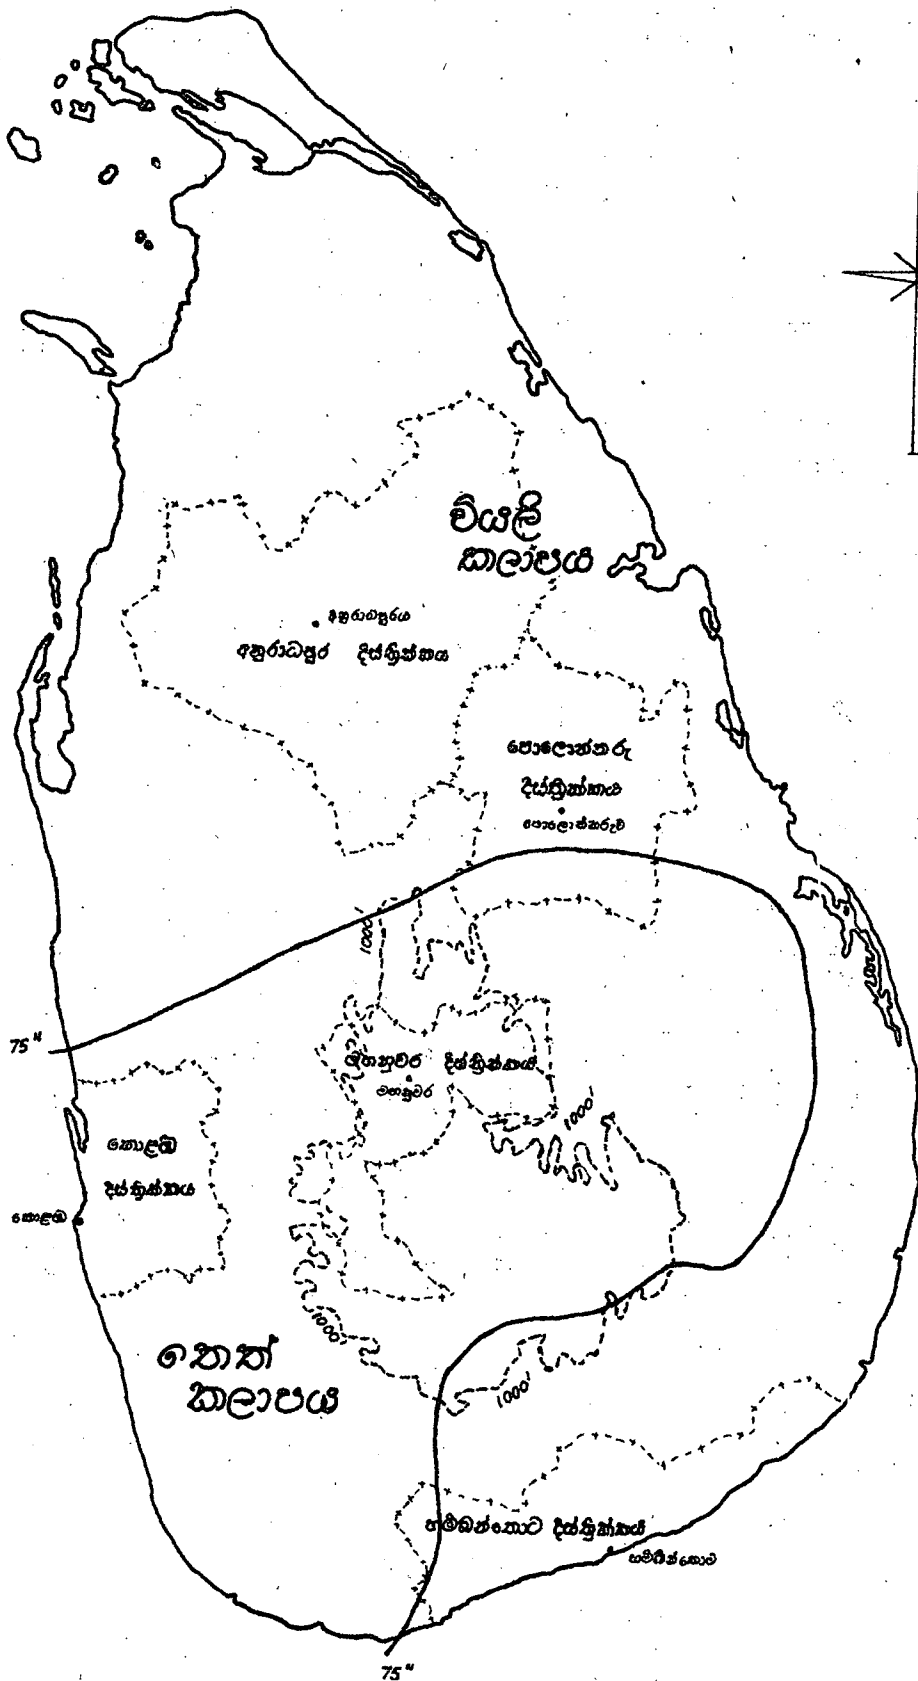 වියලි
කලාපය
අනුරාධපුරය
අනුරාධපුර දිස්ත්‍රික්කය
පොලොන්නරු
දිස්ත්‍රික්කය
පොලොන්නරුව
1000'
75"
මහනුවර දිස්ත්‍රික්කය
මහනුවර
1000'
කොළඹ
දිස්ත්‍රික්කය
කොළඹ
1000'
තෙත්
කලාපය
1000'
හම්බන්තොට දිස්ත්‍රික්කය
හම්බන්තොට
75"